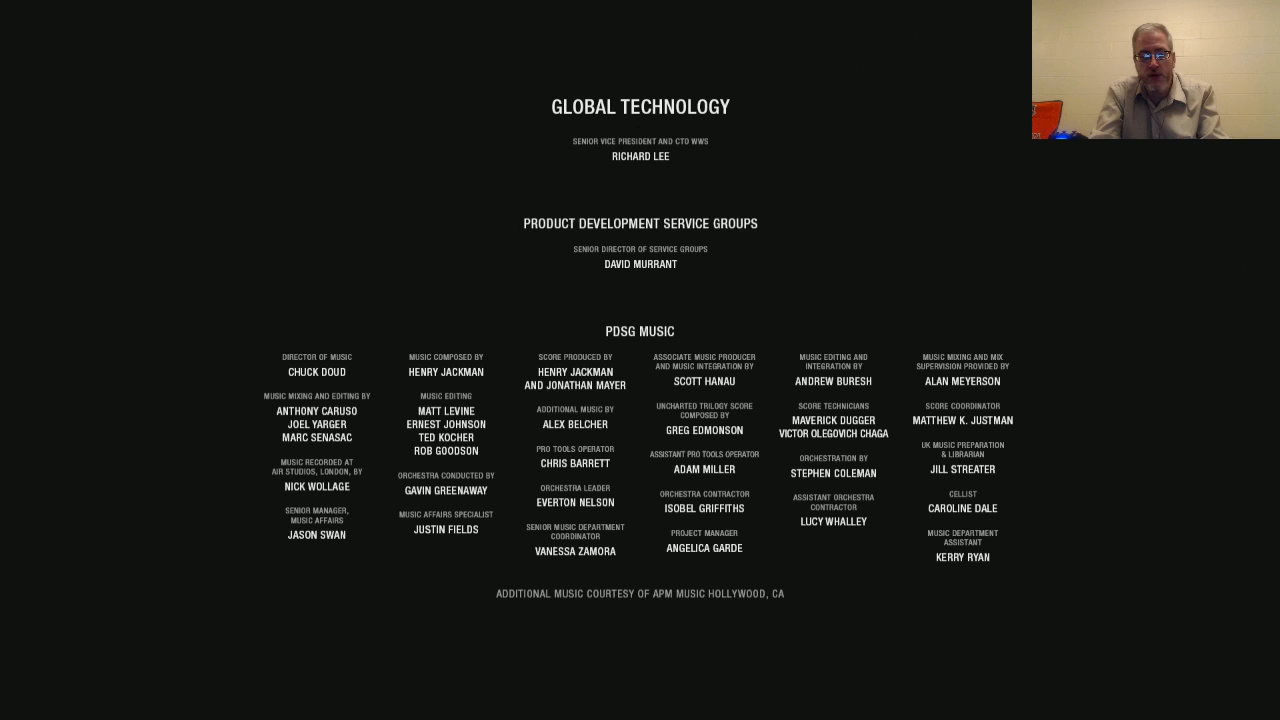 GLOBAL TECHNOLOGY
SENIOR VICE PRESIDENT AND CTO WWS
RICHARD LEE
PRODUCT DEVELOPMENT SERVICE GROUPS
SENIOR DIRECTOR OF SERVICE GROUPS
DAVID MURRANT
PDSG MUSIC
DIRECTOR OF MUSIC
CHUCK DOUD
MUSIC MIXING AND EDITING BY
ANTHONY CARUSO
JOEL YARGER
MARC SENASAC
MUSIC RECORDED AT
AIR STUDIOS, LONDON, BY
NICK WOLLAGE
SENIOR MANAGER,
MUSIC AFFAIRS
JASON SWAN
MUSIC COMPOSED BY
HENRY JACKMAN
MUSIC EDITING
MATT LEVINE
ERNEST JOHNSON
TED KOCHER
ROB GOODSON
ORCHESTRA CONDUCTED BY
GAVIN GREENAWAY
MUSIC AFFAIRS SPECIALIST
JUSTIN FIELDS
SCORE PRODUCED BY
HENRY JACKMAN
AND JONATHAN MAYER
ADDITIONAL MUSIC BY
ALEX BELCHER
PRO TOOLS OPERATOR
CHRIS BARRETT
ORCHESTRA LEADER
EVERTON NELSON
SENIOR MUSIC DEPARTMENT
COORDINATOR
VANESSA ZAMORA
ASSOCIATE MUSIC PRODUCER
AND MUSIC INTEGRATION BY
SCOTT HANAU
UNCHARTED TRILOGY SCORE
COMPOSED BY
GREG EDMONSON
ASSISTANT PRO TOOLS OPERATOR
ADAM MILLER
ORCHESTRA CONTRACTOR
ISOBEL GRIFFITHS
PROJECT MANAGER
ANGELICA GARDE
MUSIC EDITING AND
INTEGRATION BY
ANDREW BURESH
SCORE TECHNICIANS
MAVERICK DUGGER
VICTOR OLEGOVICH CHAGA
ORCHESTRATION BY
STEPHEN COLEMAN
ASSISTANT ORCHESTRA
CONTRACTOR
LUCY WHALLEY
MUSIC MIXING AND MIX
SUPERVISION PROVIDED BY
ALAN MEYERSON
SCORE COORDINATOR
MATTHEW K. JUSTMAN
UK MUSIC PREPARATION
& LIBRARIAN
JILL STREATER
CELLIST
CAROLINE DALE
MUSIC DEPARTMENT
ASSISTANT
KERRY RYAN
ADDITIONAL MUSIC COURTESY OF APM MUSIC HOLLYWOOD, CA